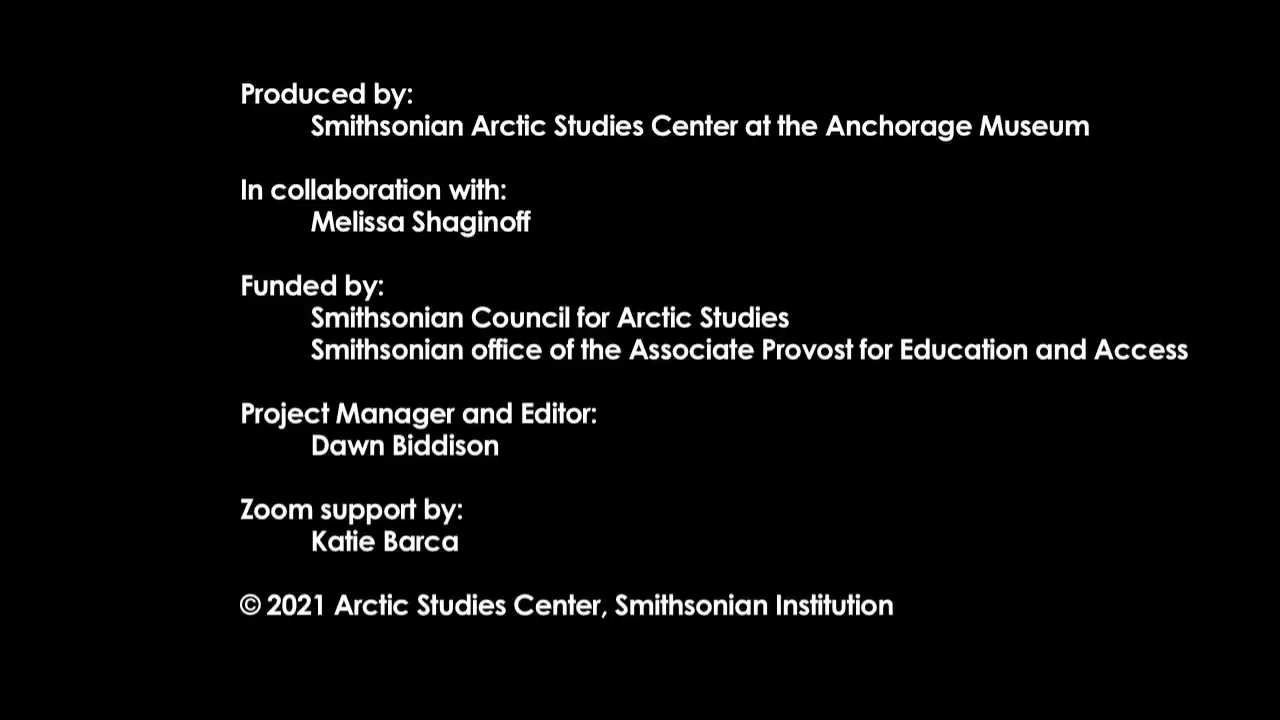 Produced by:
Smithsonian Arctic Studies Center at the Anchorage Museum
In collaboration with:
Melissa Shaginoff
Funded by:
Smithsonian Council for Arctic Studies
Smithsonian office of the Associate Provost for Education and Access
Project Manager and Editor:
Dawn Biddison
Zoom support by:
Katie Barca
© 2021 Arctic Studies Center, Smithsonian Institution